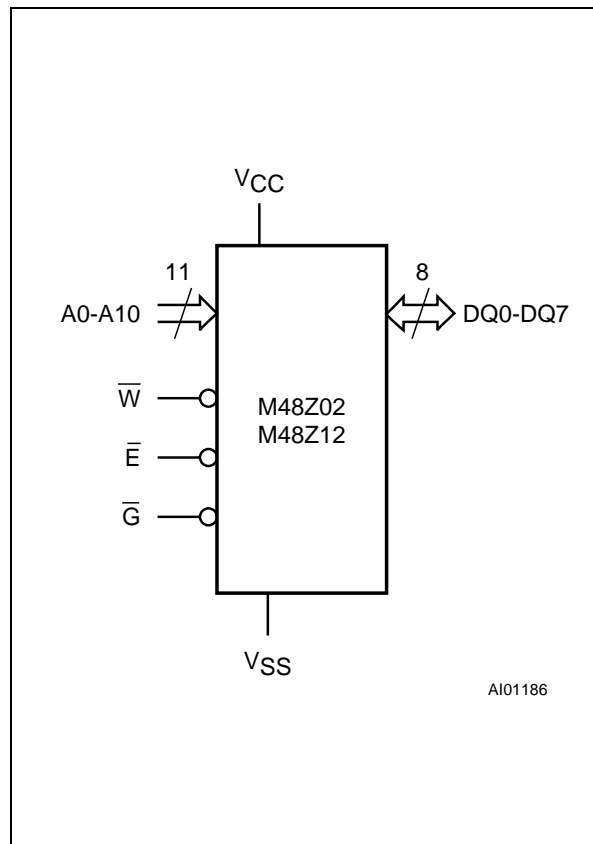 VCC
11
8
A0-A10
DQ0-DQ7
W̅
M48Z02
M48Z12
E̅
G̅
VSS
AI01186